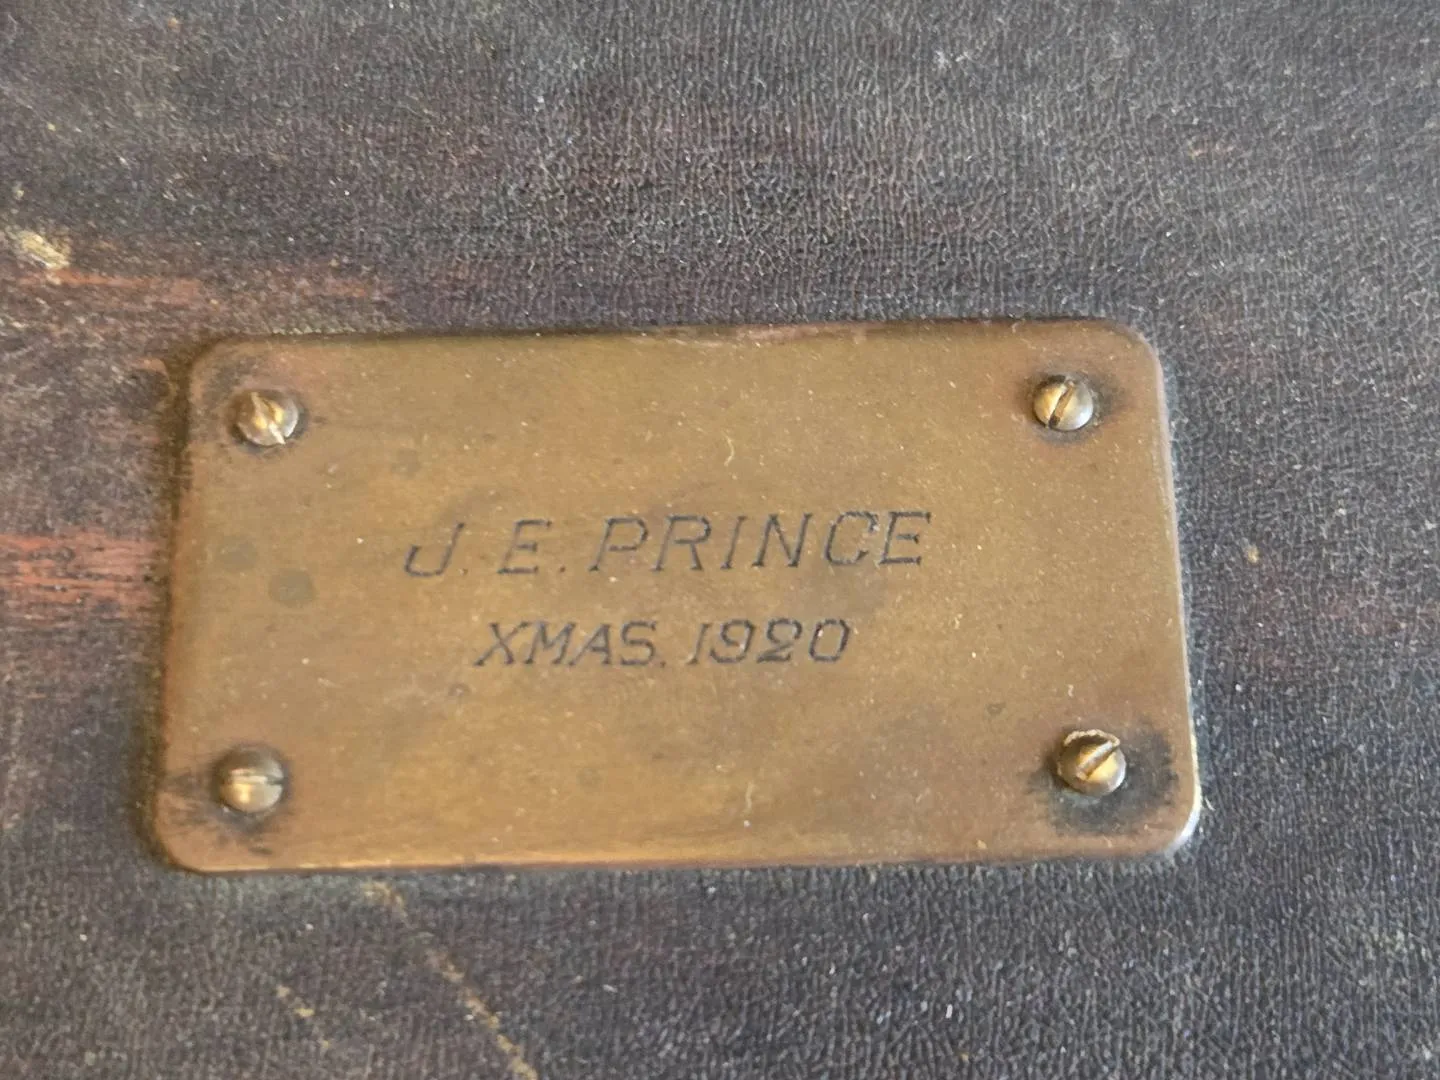 J. E. PRINCE
XMAS. 1920